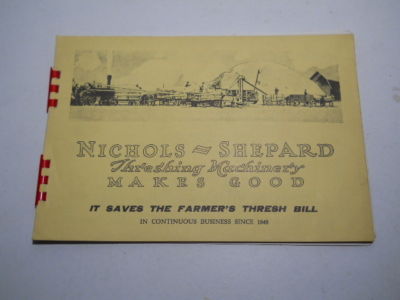 NICHOLS = SHEPARD
Threshing Machinery
MAKES GOOD
IT SAVES THE FARMER'S THRESH BILL
IN CONTINUOUS BUSINESS SINCE 1848